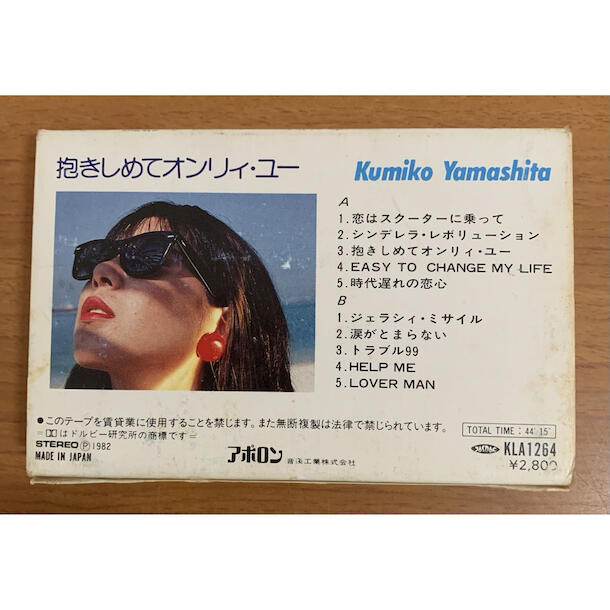 抱きしめてオンリィ・ユー
Kumiko Yamashita
A
1.恋はスクーターに乗って
2.シンデレラ・レボリューション
3.抱きしめてオンリィ・ユー
4.EASY TO CHANGE MY LIFE
5.時代遅れの恋心
B
1.ジェラシィ・ミサイル
2.涙がとまらない
3.トラブル99
4.HELP ME
5.LOVER MAN
●このテープを賃貸業に使用することを禁じます。また無断複製は法律で禁じられています。
=DDはドルビー研究所の商標です=
STEREO Ⓟ1982
MADE IN JAPAN
アポロン 音楽工業株式会社
TOTAL TIME : 44′15″
KLA1264
¥2,800